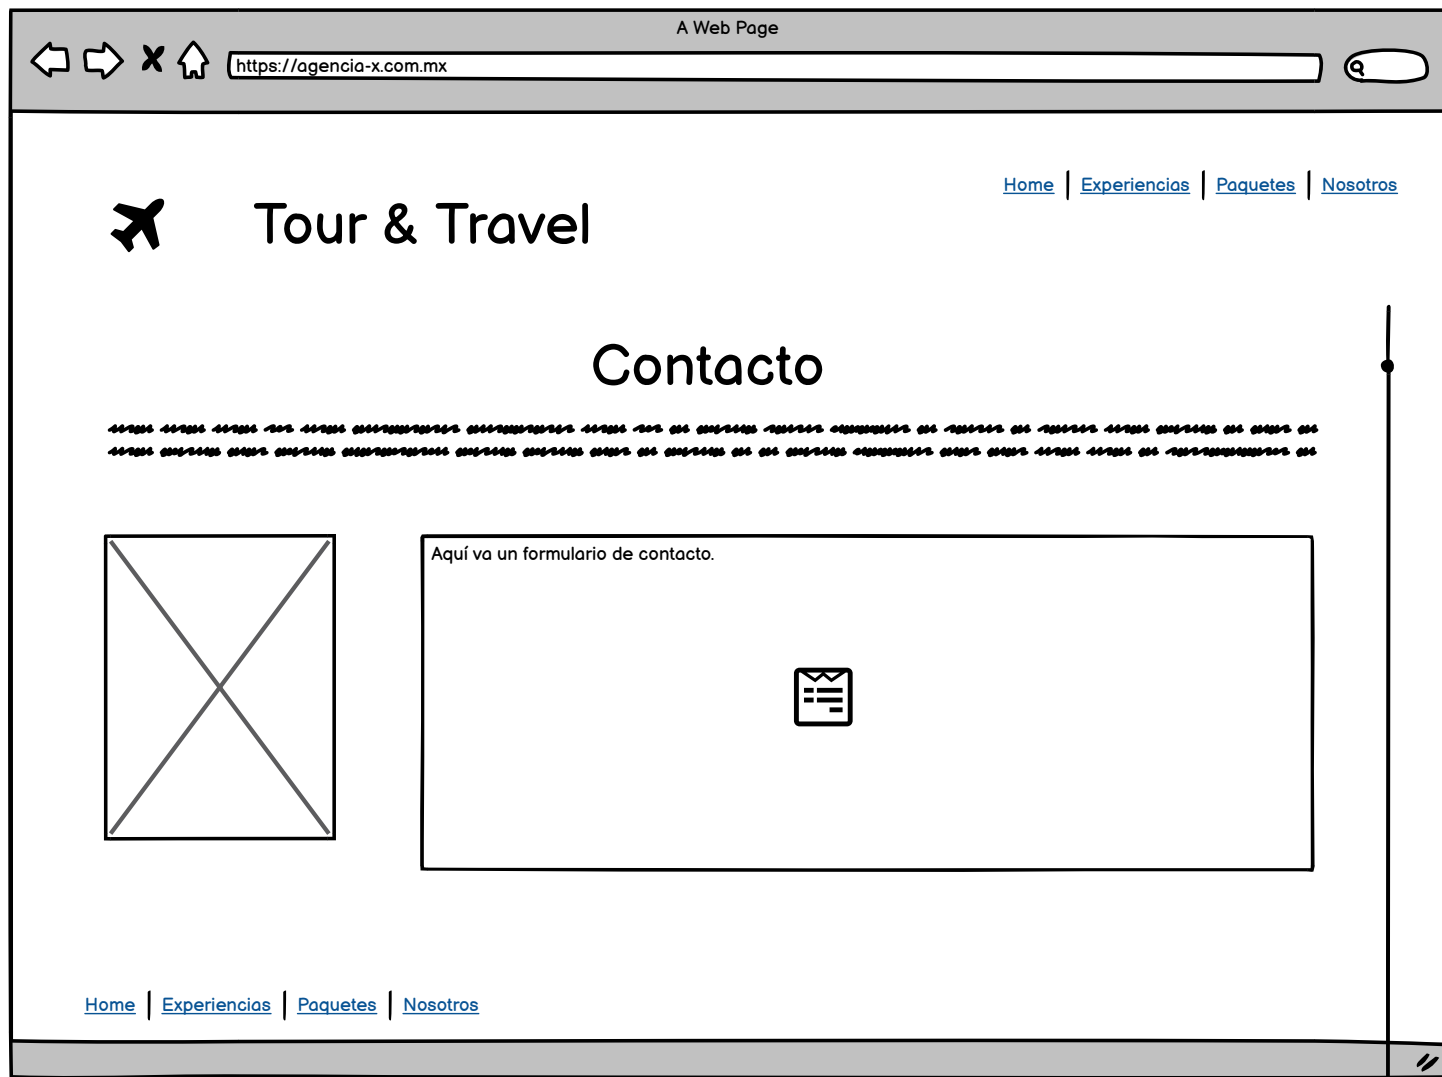 A Web Page
https://agencia-x.com.mx
Home | Experiencias | Paquetes | Nosotros
Tour & Travel
Contacto
Aquí va un formulario de contacto.
Home | Experiencias | Paquetes | Nosotros